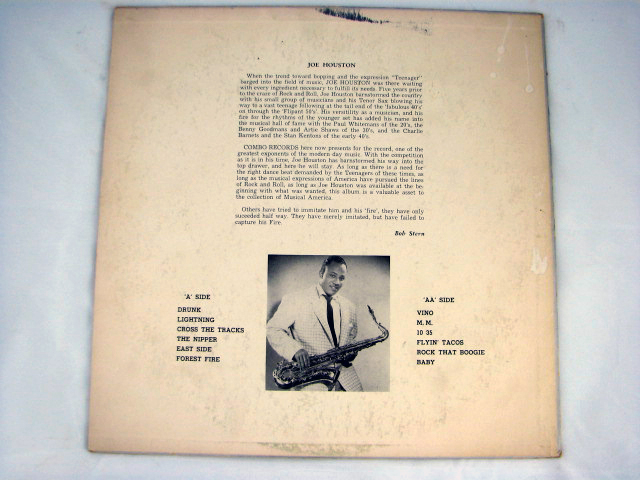 JOE HOUSTON
When the trend toward bopping and the expression "Teenager"
barged into the field of music, JOE HOUSTON was there waiting
with every ingredient necessary to fulfill its needs. Five years prior
to the craze of Rock and Roll, Joe Houston barnstormed the country
with his small group of musicians and his Tenor Sax blowing his
way to a vast teenage following at the tail end of the fabulous 40's
on through the 'Flipant 50's'. His versitility as a musician, and his
fire for the rhythms of the younger set has added his name into
the musical hall of fame with the Paul Whitemans of the 20's, the
Benny Goodmans and Artie Shaws of the 30's, and the Charlie
Barnets and the Stan Kentons of the early 40's.
COMBO RECORDS here now presents for the record, one of the
greatest exponents of the modern day music. With the competition
as it is in his time, Joe Houston has barnstormed his way into the
top drawer, and here he will stay. As long as there is a need for
the right dance beat demanded by the Teenagers of these times, as
long as the musical expressions of America have pursued the lines
of Rock and Roll, as long as Joe Houston was available at the be-
ginning with what was wanted, this album is a valuable asset to
the collection of Musical America.
Others have tried to immitate him and his 'fire', they have only
suceeded half way. They have merely imitated, but have failed to
capture his Fire.
Bob Stern
'A' SIDE
DRUNK
LIGHTNING
CROSS THE TRACKS
THE NIPPER
EAST SIDE
FOREST FIRE
'AA' SIDE
VINO
M. M.
10 35
FLYIN' TACOS
ROCK THAT BOOGIE
BABY